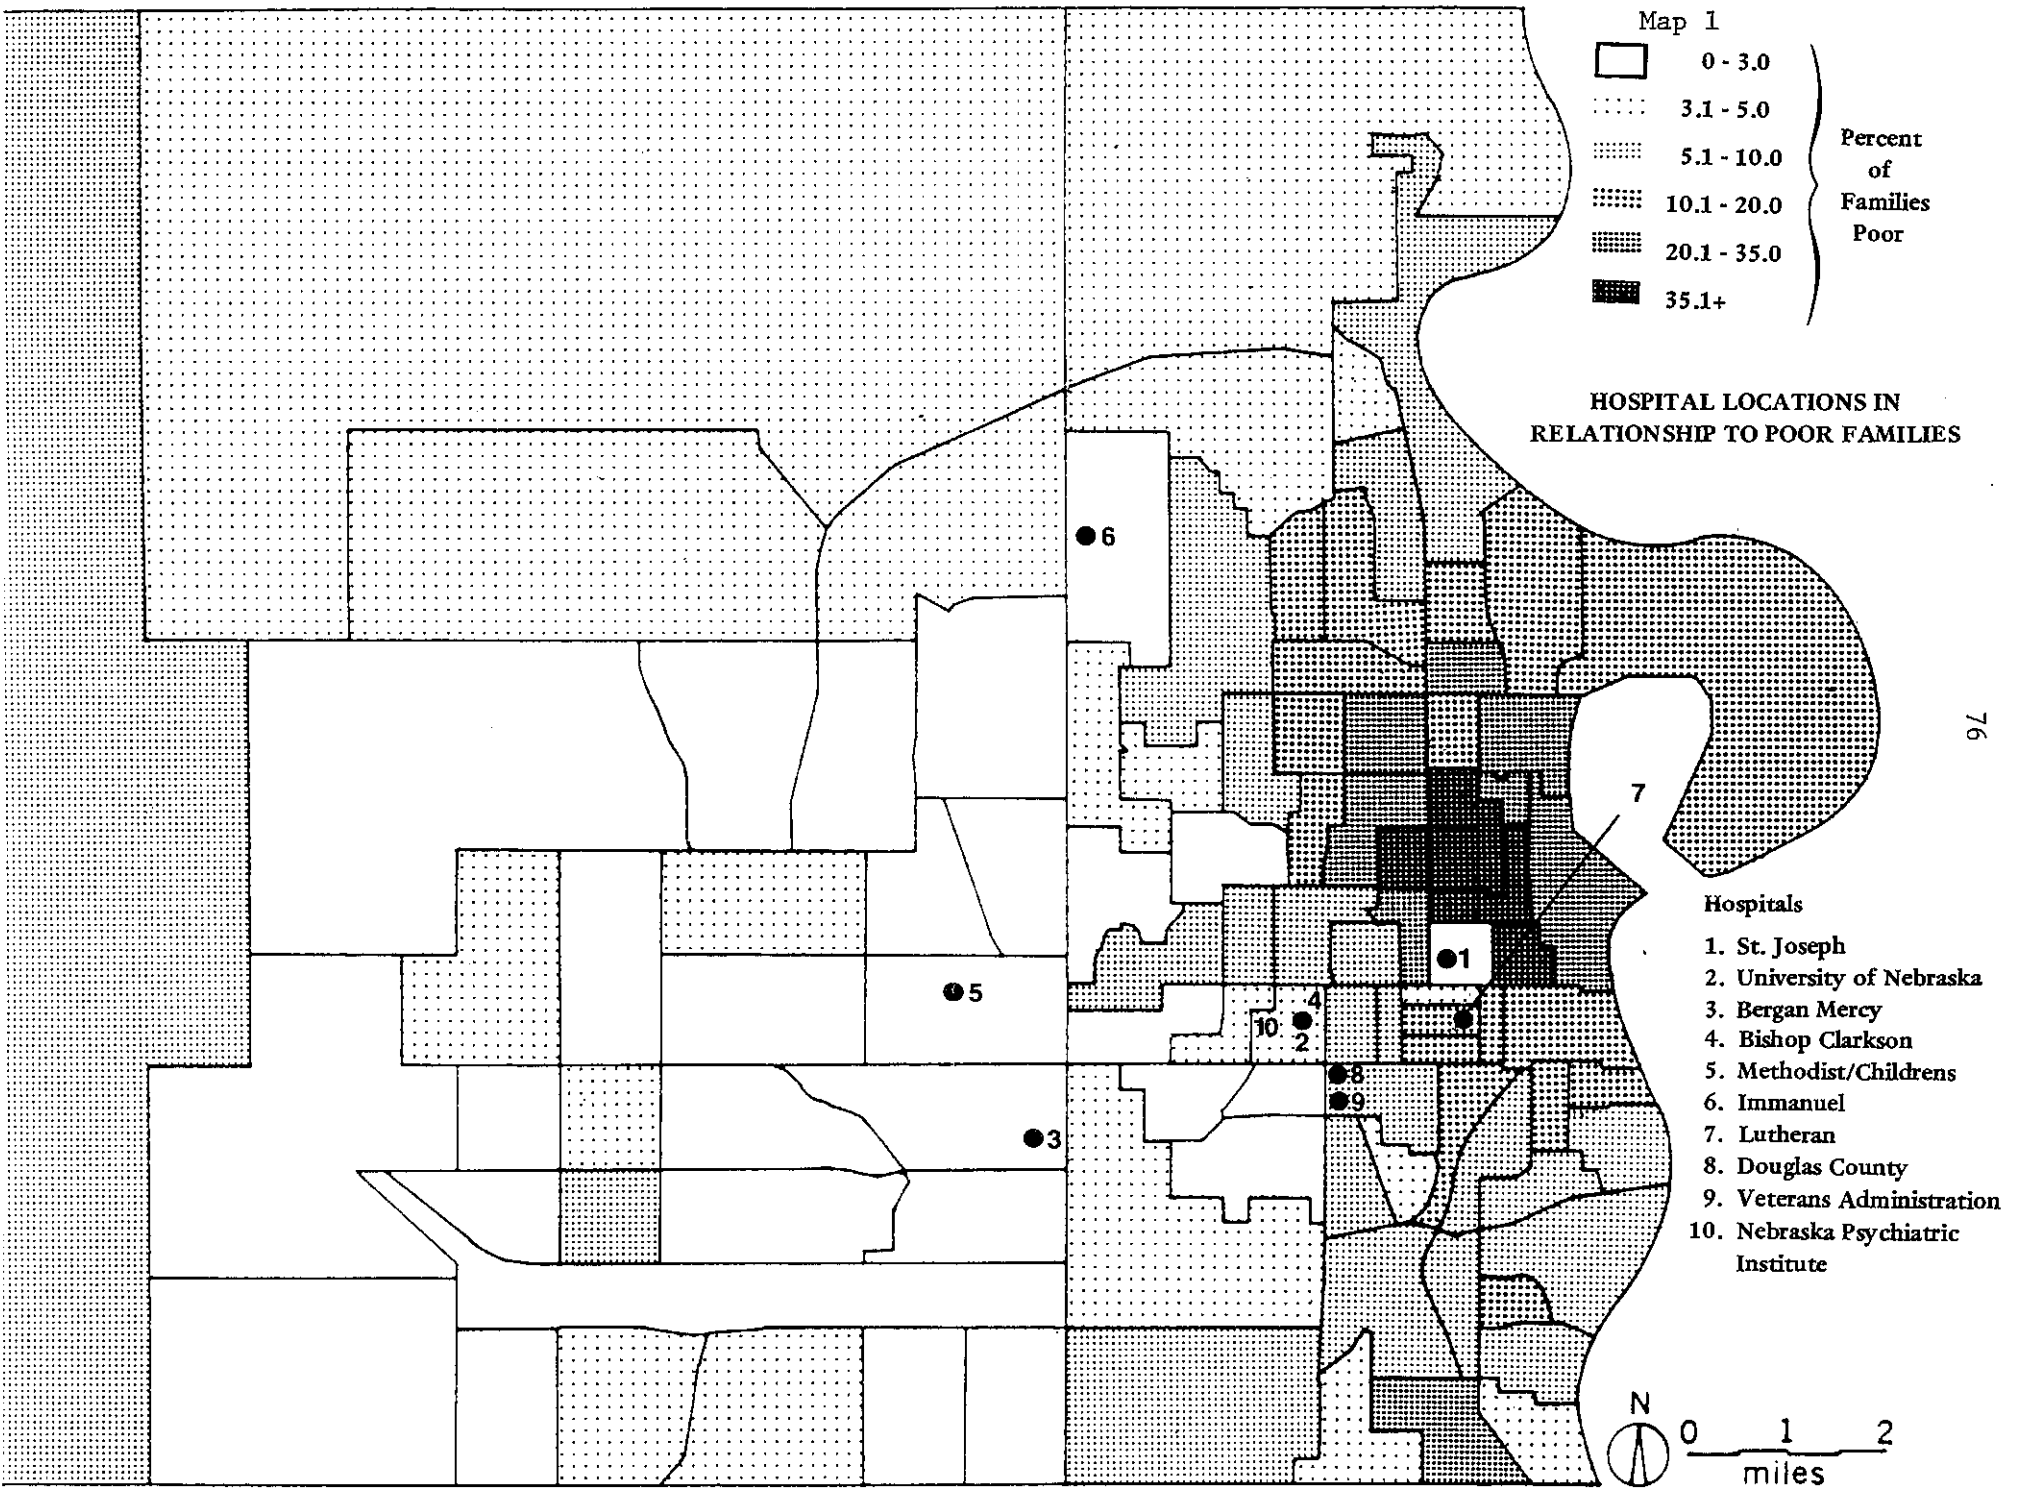 Map 1
0 - 3.0
3.1 - 5.0
5.1 - 10.0
10.1 - 20.0
20.1 - 35.0
35.1+
Percent
of
Families
Poor
HOSPITAL LOCATIONS IN
RELATIONSHIP TO POOR FAMILIES
6
76
7
Hospitals
1. St. Joseph
2. University of Nebraska
3. Bergan Mercy
4. Bishop Clarkson
5. Methodist/Childrens
6. Immanuel
7. Lutheran
8. Douglas County
9. Veterans Administration
10. Nebraska Psychiatric
Institute
1
5
4
10
2
8
9
3
N
0 1 2
miles